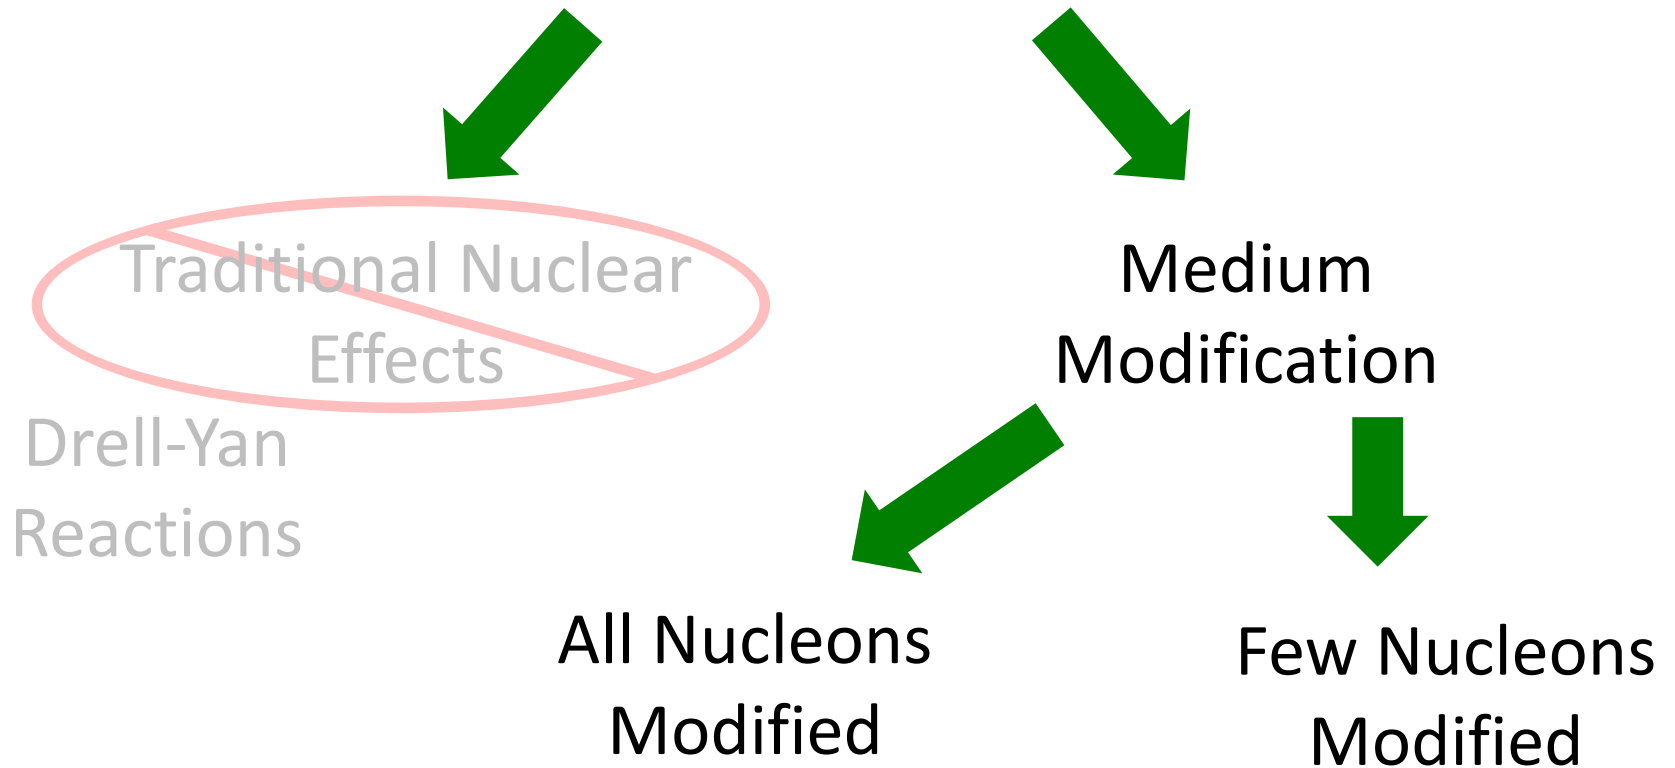 Traditional Nuclear
Effects
Drell-Yan
Reactions
Medium
Modification
All Nucleons
Modified
Few Nucleons
Modified